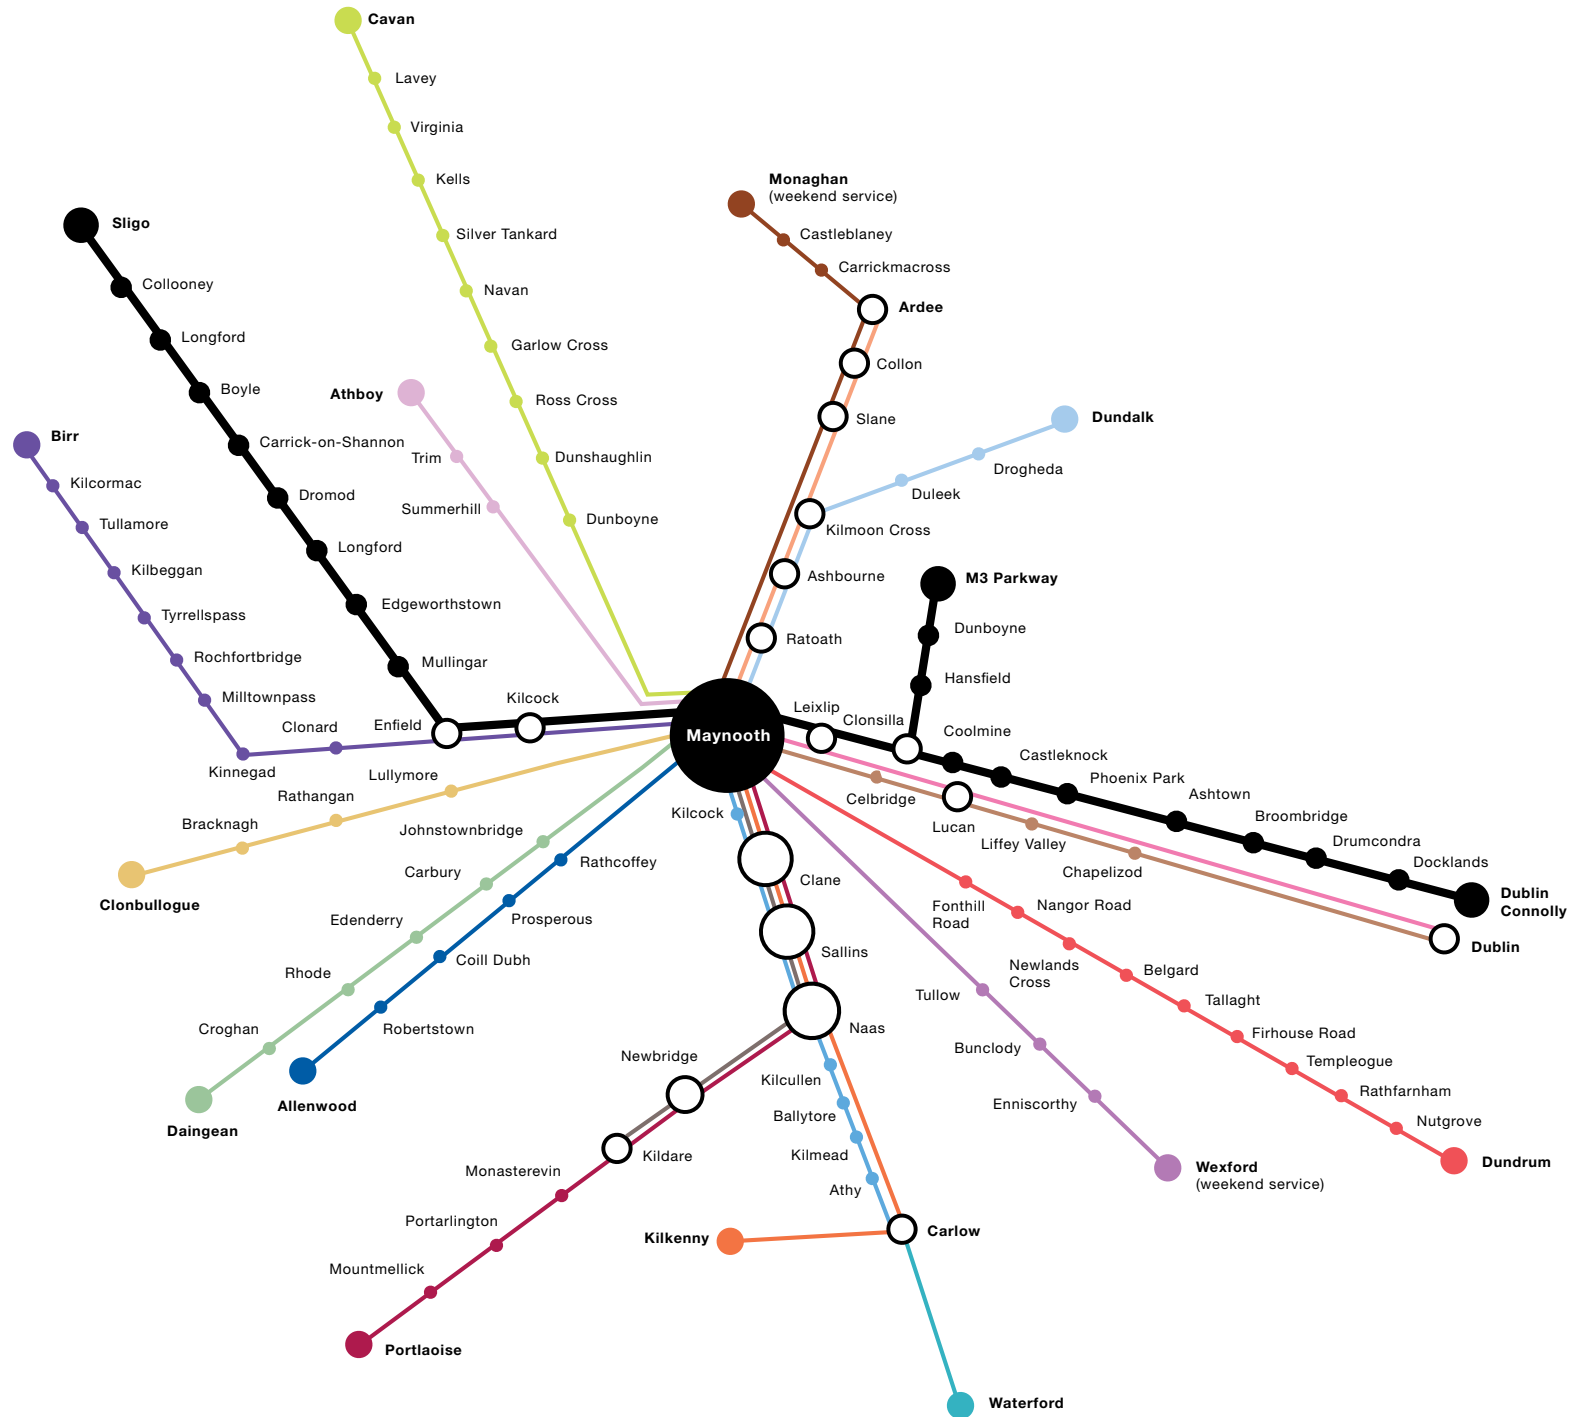 Cavan
Lavey
Virginia
Kells
Silver Tankard
Navan
Garlow Cross
Ross Cross
Dunshaughlin
Dunboyne
Monaghan
(weekend service)
Castleblaney
Carrickmacross
Ardee
Collon
Slane
Kilmoon Cross
Ashbourne
Ratoath
Dundalk
Drogheda
Duleek
Sligo
Collooney
Longford
Boyle
Carrick-on-Shannon
Dromod
Longford
Edgeworthstown
Mullingar
Enfield
Kilcock
Athboy
Trim
Summerhill
Birr
Kilcormac
Tullamore
Kilbeggan
Tyrrellspass
Rochfortbridge
Milltownpass
Kinnegad
Clonard
Maynooth
M3 Parkway
Dunboyne
Hansfield
Leixlip
Clonsilla
Coolmine
Castleknock
Phoenix Park
Ashtown
Broombridge
Drumcondra
Docklands
Dublin
Connolly
Celbridge
Lucan
Liffey Valley
Chapelizod
Dublin
Lullymore
Rathangan
Bracknagh
Clonbullogue
Johnstownbridge
Carbury
Edenderry
Rhode
Croghan
Daingean
Rathcoffey
Prosperous
Coill Dubh
Robertstown
Allenwood
Kilcock
Clane
Sallins
Naas
Newbridge
Kildare
Monasterevin
Portarlington
Mountmellick
Portlaoise
Kilcullen
Ballytore
Kilmead
Athy
Carlow
Kilkenny
Waterford
Fonthill
Road
Nangor Road
Newlands
Cross
Belgard
Tallaght
Firhouse Road
Templeogue
Rathfarnham
Nutgrove
Dundrum
Tullow
Bunclody
Enniscorthy
Wexford
(weekend service)